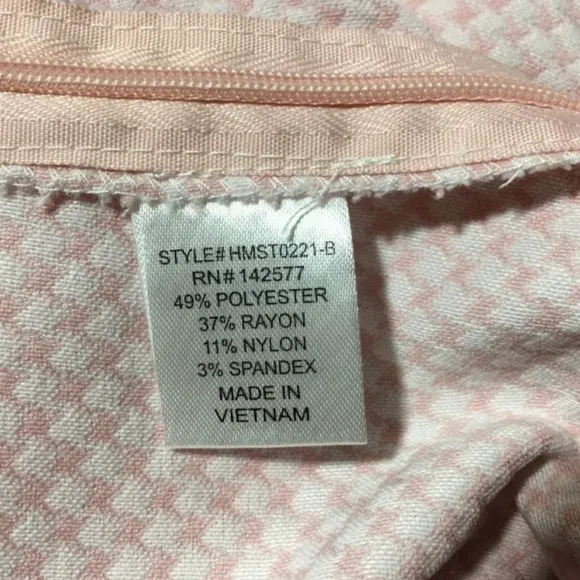 STYLE# HMST0221-B
RN# 142577
49% POLYESTER
37% RAYON
11% NYLON
3% SPANDEX
MADE IN
VIETNAM